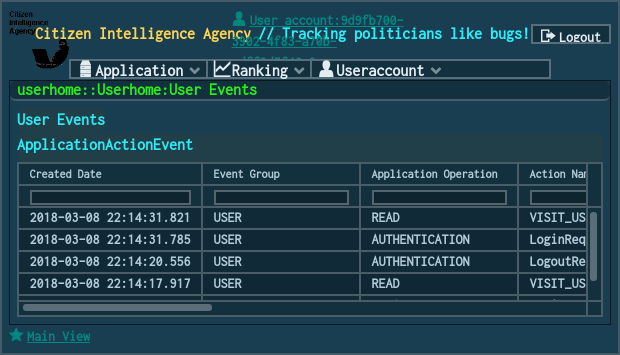 Citizen
Intelligence
Agency
User account:9d9fb700-
Citizen Intelligence Agency // Tracking politicians like bugs!
Logout
Application
Ranking
Useraccount
userhome::Userhome:User Events
User Events
ApplicationActionEvent
Created Date Event Group Application Operation Action Nam
2018-03-08 22:14:31.821 USER READ VISIT_US
2018-03-08 22:14:31.785 USER AUTHENTICATION LoginReq
2018-03-08 22:14:20.556 USER AUTHENTICATION LogoutRe
2018-03-08 22:14:17.917 USER READ VISIT_US
Main View